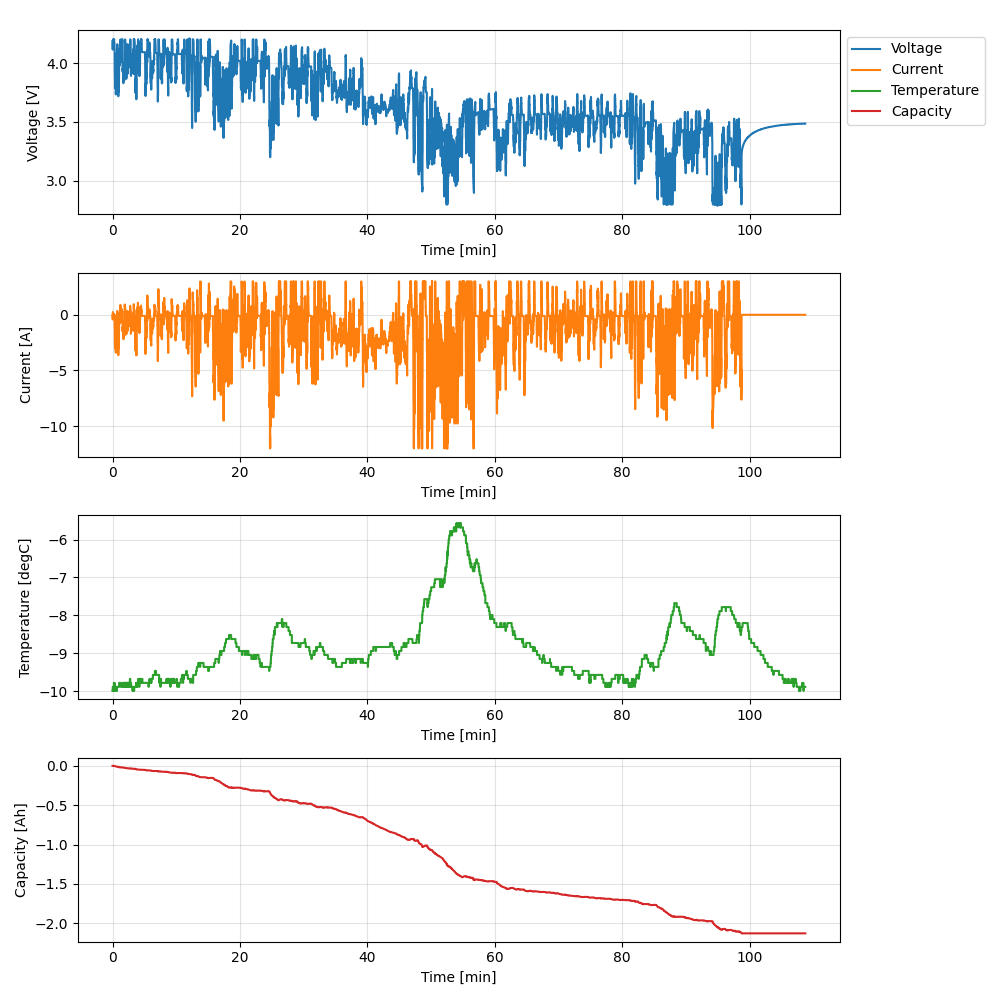 Voltage [V]
4.0
3.5
3.0
0 20 40 60 80 100
Time [min]
Voltage
Current
Temperature
Capacity
Current [A]
0
−5
−10
0 20 40 60 80 100
Time [min]
Temperature [degC]
−6
−7
−8
−9
−10
0 20 40 60 80 100
Time [min]
Capacity [Ah]
0.0
−0.5
−1.0
−1.5
−2.0
0 20 40 60 80 100
Time [min]